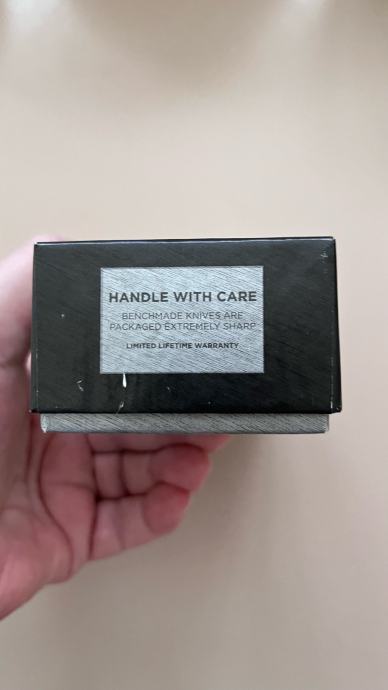 HANDLE WITH CARE
BENCHMADE KNIVES ARE
PACKAGED EXTREMELY SHARP
LIMITED LIFETIME WARRANTY